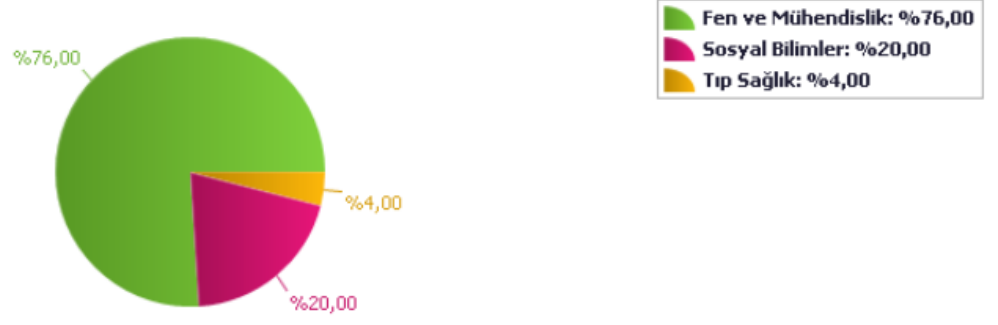 Fen ve Mühendislik: %76,00
Sosyal Bilimler: %20,00
Tıp Sağlık: %4,00
%76,00
%4,00
%20,00